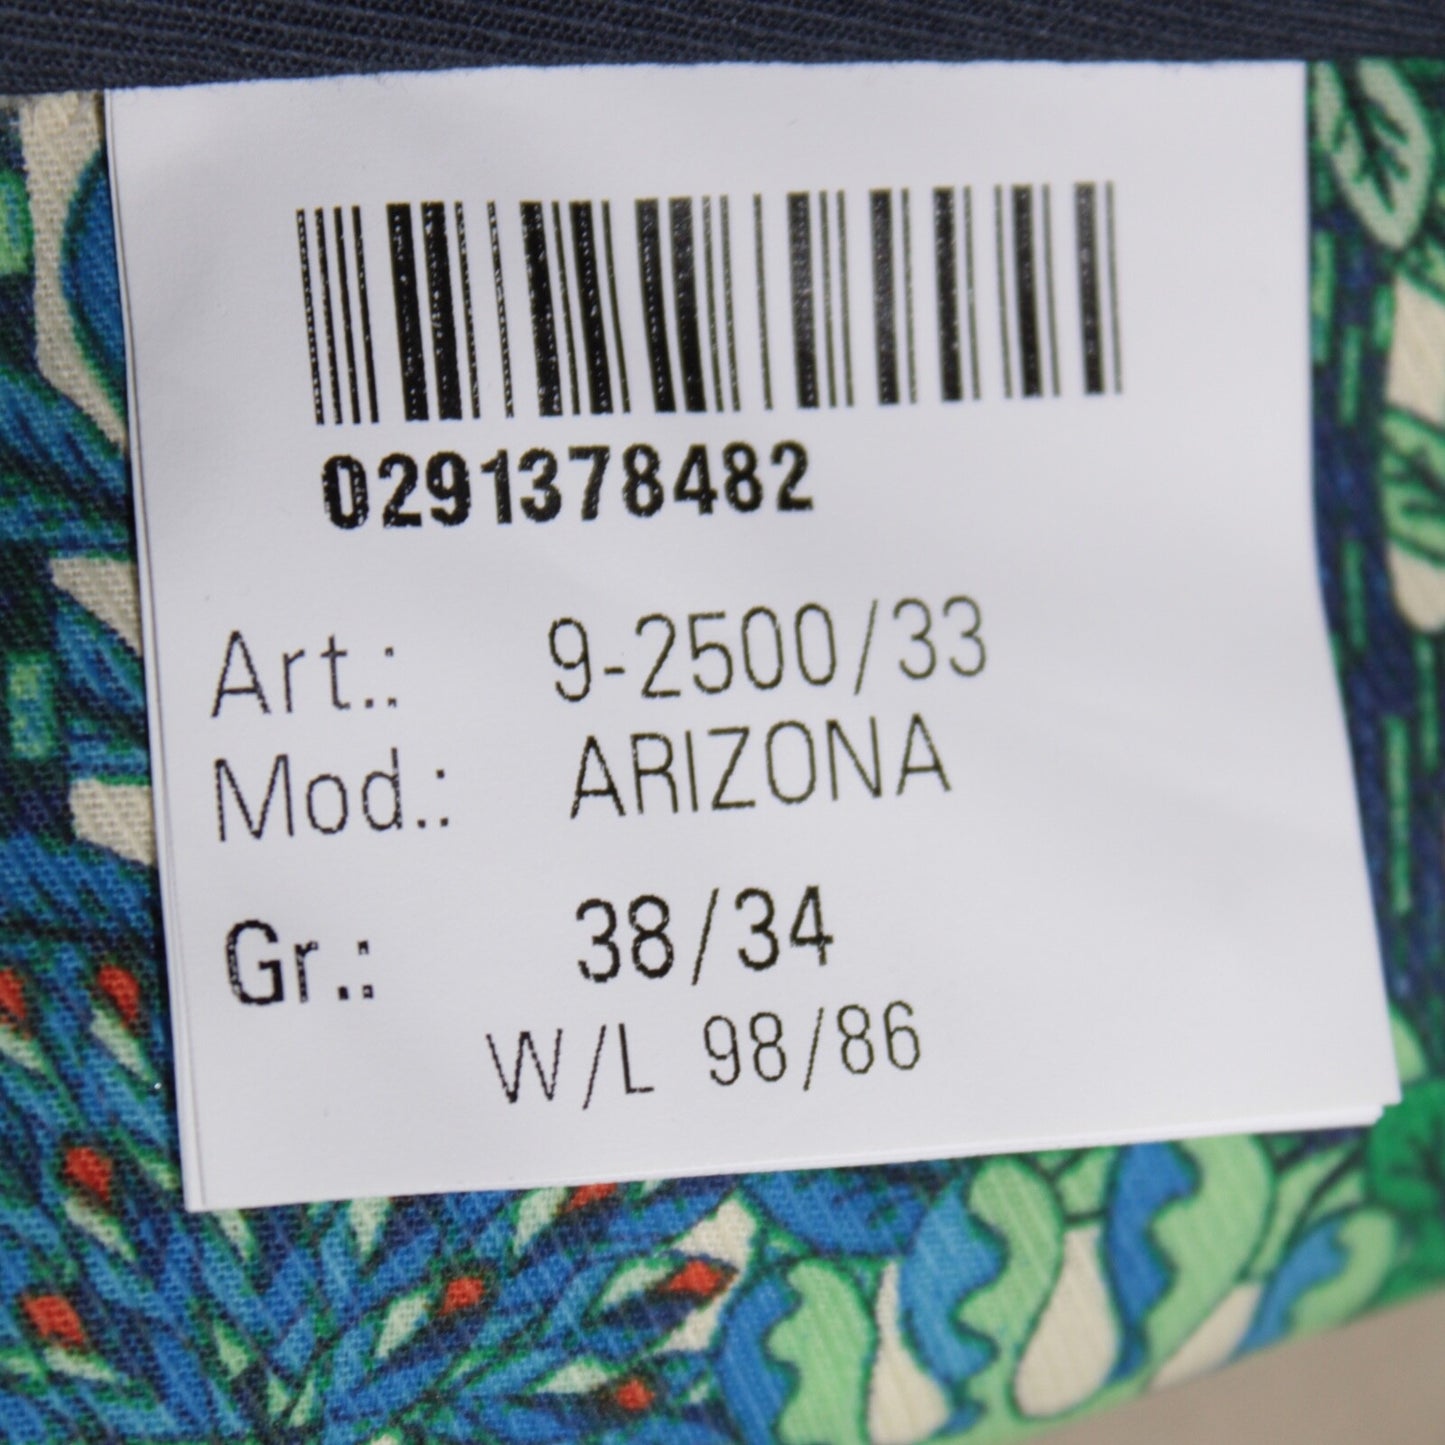 0291378482
Art.: 9-2500/33
Mod.: ARIZONA
Gr.: 38/34
W/L 98/86